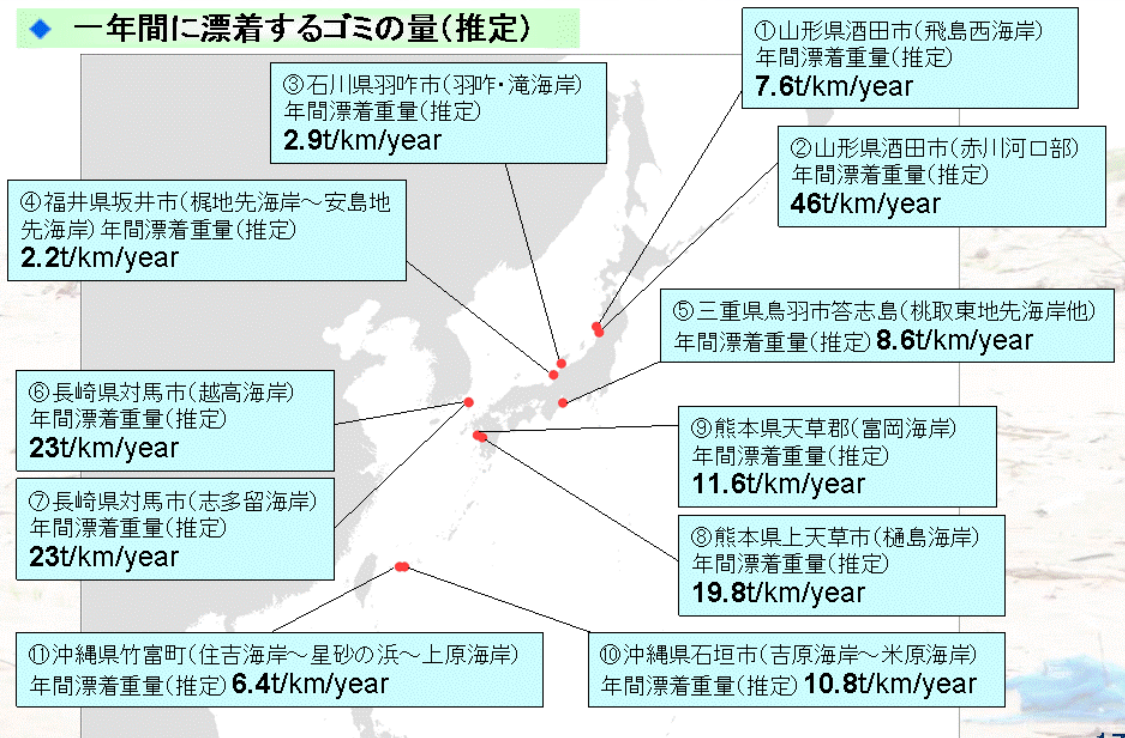 一年間に漂着するゴミの量(推定)
①山形県酒田市(飛島西海岸)
年間漂着重量(推定)
7.6t/km/year
②山形県酒田市(赤川河口部)
年間漂着重量(推定)
46t/km/year
③石川県羽咋市(羽咋・滝海岸)
年間漂着重量(推定)
2.9t/km/year
④福井県坂井市(梶地先海岸~安島地
先海岸)年間漂着重量(推定)
2.2t/km/year
⑤三重県鳥羽市答志島(桃取東地先海岸他)
年間漂着重量(推定)8.6t/km/year
⑥長崎県対馬市(越高海岸)
年間漂着重量(推定)
23t/km/year
⑦長崎県対馬市(志多留海岸)
年間漂着重量(推定)
23t/km/year
⑨熊本県天草郡(富岡海岸)
年間漂着重量(推定)
11.6t/km/year
⑧熊本県上天草市(樋島海岸)
年間漂着重量(推定)
19.8t/km/year
⑪沖縄県竹富町(住吉海岸~星砂の浜~上原海岸)
年間漂着重量(推定)6.4t/km/year
⑩沖縄県石垣市(吉原海岸~米原海岸)
年間漂着重量(推定)10.8t/km/year